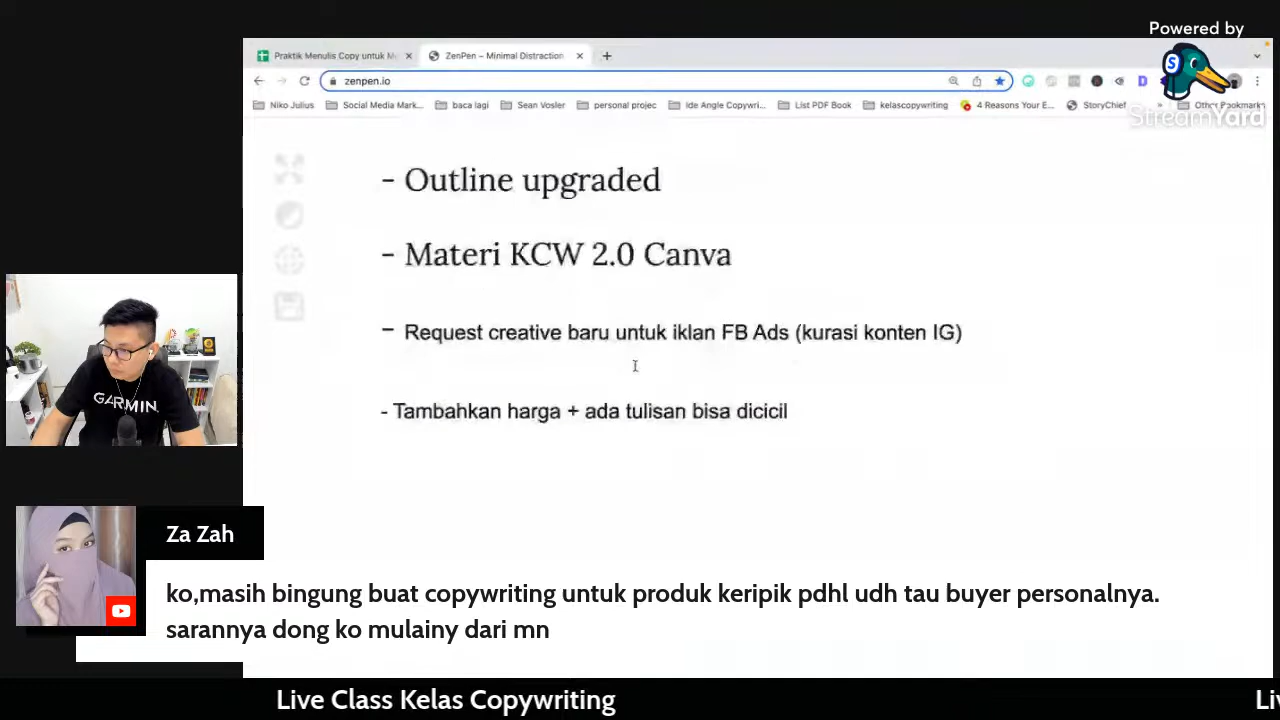 Powered by
StreamYard
Praktik Menulis Copy untuk M
ZenPen – Minimal Distraction
zenpen.io
Niko Julius
Social Media Mark...
baca lagi
Sean Vosler
personal projec
Ide Angle Copywri...
List PDF Book
kelascopywriting
4 Reasons Your E...
StoryChief
»
Other Bookmarks
- Outline upgraded
- Materi KCW 2.0 Canva
- Request creative baru untuk iklan FB Ads (kurasi konten IG)
- Tambahkan harga + ada tulisan bisa dicicil
GARMIN
Za Zah
ko,masih bingung buat copywriting untuk produk keripik pdhl udh tau buyer personalnya.
sarannya dong ko mulainy dari mn
Live Class Kelas Copywriting
Li